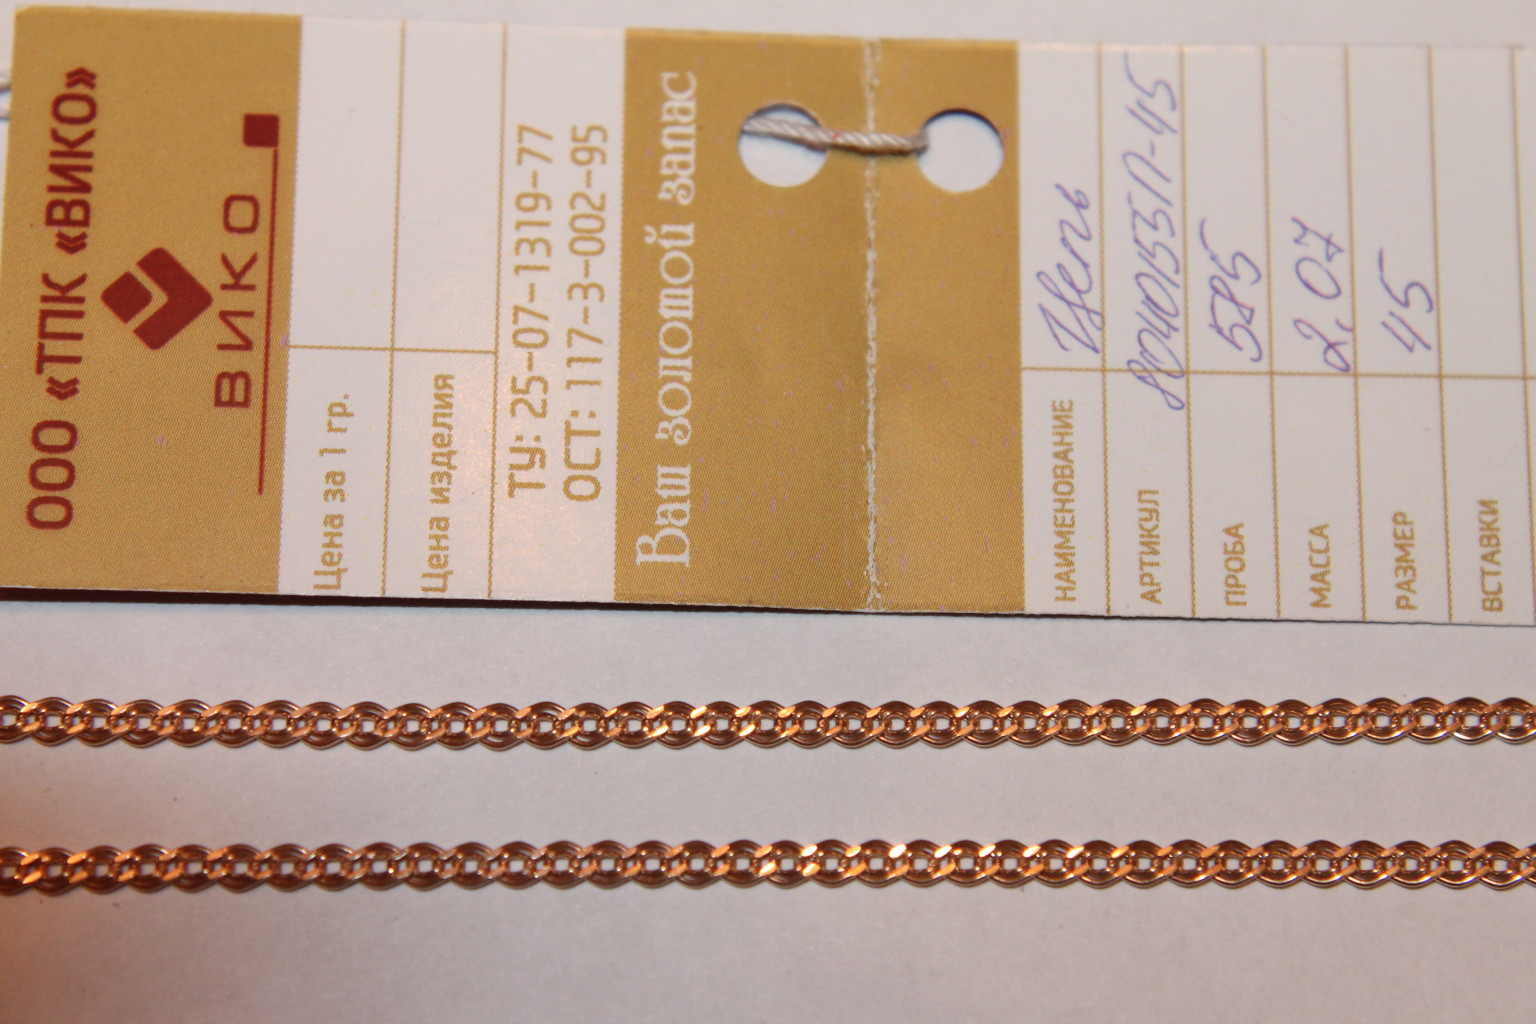 ООО «ТПК «ВИКО»
ВИКО
Цена за 1 гр.
Цена изделия
ТУ: 25-07-1319-77
ОСТ: 117-3-002-95
Ваш золотой запас
НАИМЕНОВАНИЕ Цепь
АРТИКУЛ
ПРОБА 585
МАССА 2,07
РАЗМЕР 45
ВСТАВКИ